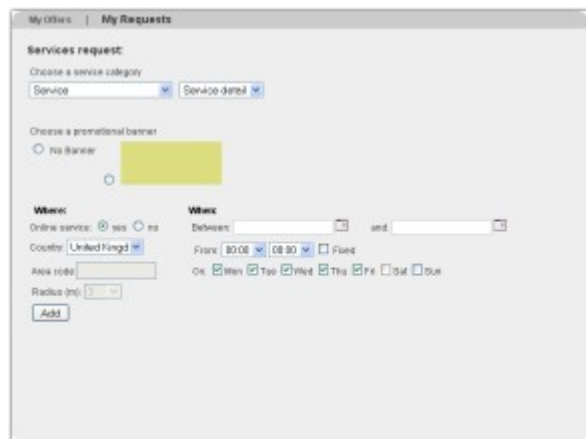 My Offers | My Requests
Services request:
Choose a service category
Service Service detail
Choose a promotional banner
No Banner
Where: When:
Online service: yes no Between: and:
Country: United Kingd From: 00:00 00:00 Fixed
Area code: On: Mon Tue Wed Thu Fri Sat Sun
Radius (m): 3
Add